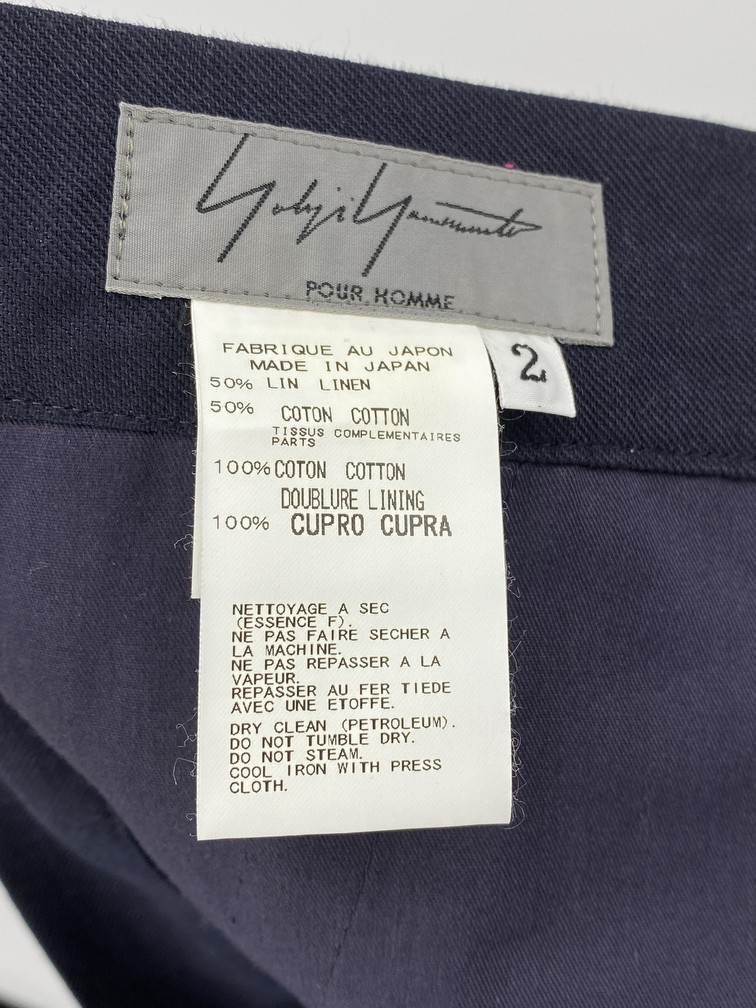 Yohji Yamamoto
POUR HOMME
2
FABRIQUE AU JAPON
MADE IN JAPAN
50% LIN LINEN
50% COTON COTTON
TISSUS COMPLEMENTAIRES
PARTS
100% COTON COTTON
DOUBLURE LINING
100% CUPRO CUPRA
NETTOYAGE A SEC
(ESSENCE F).
NE PAS FAIRE SECHER A
LA MACHINE.
NE PAS REPASSER A LA
VAPEUR.
REPASSER AU FER TIEDE
AVEC UNE ETOFFE.
DRY CLEAN (PETROLEUM).
DO NOT TUMBLE DRY.
DO NOT STEAM.
COOL IRON WITH PRESS
CLOTH.